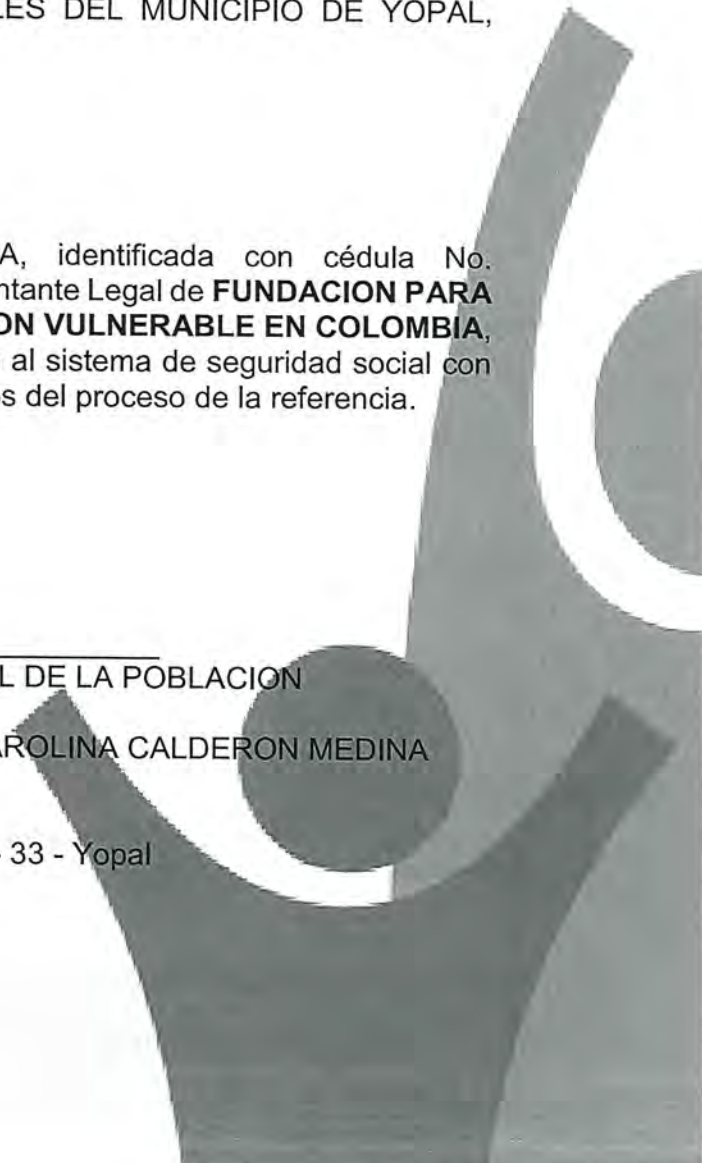 LES DEL MUNICIPIO DE YOPAL,
A, identificada con cédula No.
ntante Legal de FUNDACION PARA
ON VULNERABLE EN COLOMBIA,
al sistema de seguridad social con
s del proceso de la referencia.
L DE LA POBLACION
AROLINA CALDERON MEDINA
33 - Yopal